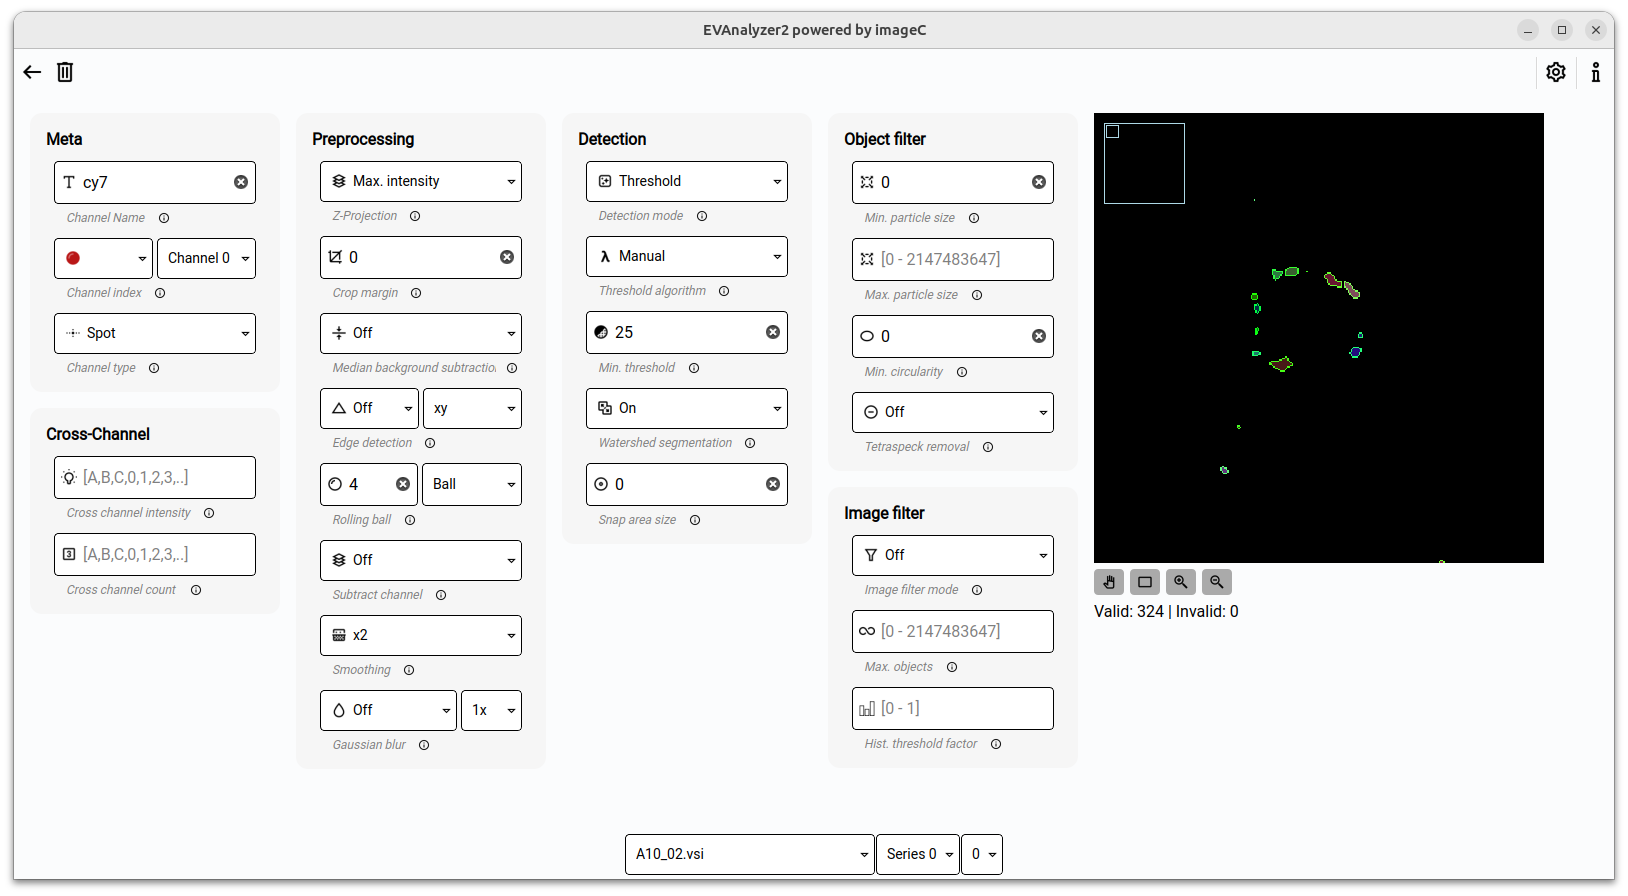 EVAnalyzer2 powered by imageC
Meta
cy7
Channel Name
Channel 0
Channel index
Spot
Channel type
Cross-Channel
[A,B,C,0,1,2,3,..]
Cross channel intensity
[A,B,C,0,1,2,3,..]
Cross channel count
Preprocessing
Max. intensity
Z-Projection
0
Crop margin
Off
Median background subtraction
Off xy
Edge detection
4 Ball
Rolling ball
Off
Subtract channel
x2
Smoothing
Off 1x
Gaussian blur
Detection
Threshold
Detection mode
Manual
Threshold algorithm
25
Min. threshold
On
Watershed segmentation
0
Snap area size
Object filter
0
Min. particle size
[0 - 2147483647]
Max. particle size
0
Min. circularity
Off
Tetraspeck removal
Image filter
Off
Image filter mode
[0 - 2147483647]
Max. objects
[0 - 1]
Hist. threshold factor
Valid: 324 | Invalid: 0
A10_02.vsi Series 0 0